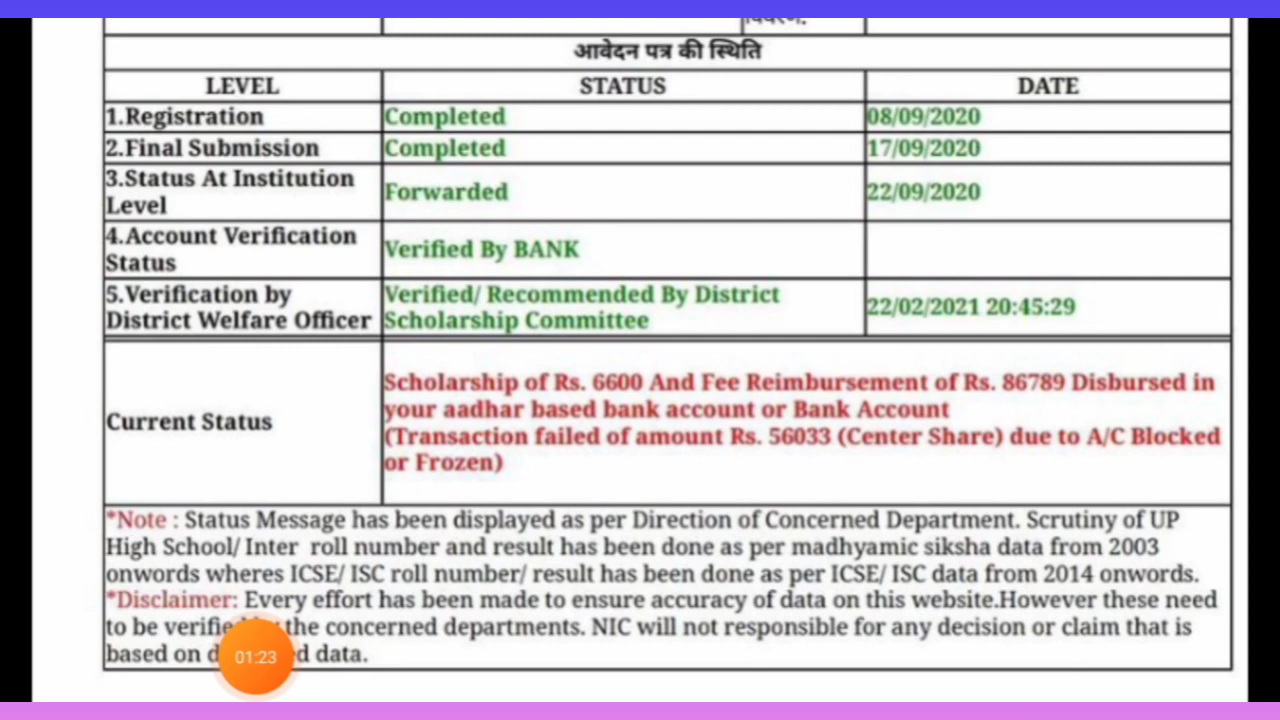 आवेदन पत्र की स्थिति
LEVEL STATUS DATE
1.Registration Completed 08/09/2020
2.Final Submission Completed 17/09/2020
3.Status At Institution Level Forwarded 22/09/2020
4.Account Verification Status Verified By BANK
5.Verification by District Welfare Officer Verified/ Recommended By District Scholarship Committee 22/02/2021 20:45:29
Current Status
Scholarship of Rs. 6600 And Fee Reimbursement of Rs. 86789 Disbursed in
your aadhar based bank account or Bank Account
(Transaction failed of amount Rs. 56033 (Center Share) due to A/C Blocked
or Frozen)
*Note : Status Message has been displayed as per Direction of Concerned Department. Scrutiny of UP
High School/ Inter roll number and result has been done as per madhyamic siksha data from 2003
onwords wheres ICSE/ ISC roll number/ result has been done as per ICSE/ ISC data from 2014 onwords.
*Disclaimer: Every effort has been made to ensure accuracy of data on this website.However these need
to be the concerned departments. NIC will not responsible for any decision or claim that is
based on data.
01:23